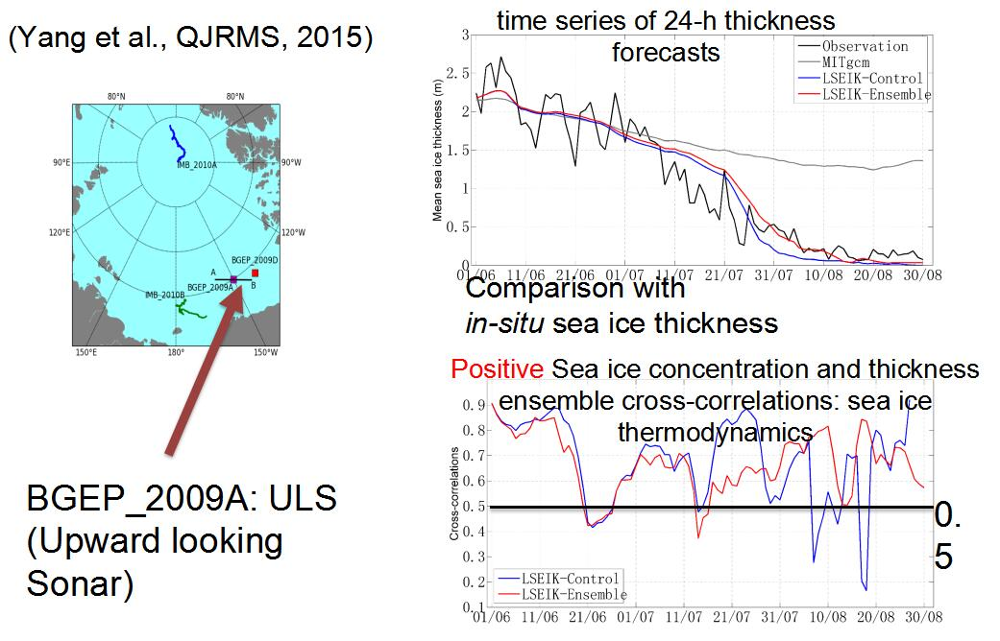 (Yang et al., QJRMS, 2015)
80°N
80°N
90°E
90°W
120°E
120°W
150°E
180°
150°W
IMB_2010A
BGEP_2009D
A
B
BGEP_2009A
IMB_2010B
BGEP_2009A: ULS
(Upward looking
Sonar)
time series of 24-h thickness
forecasts
Observation
MITgcm
LSEIK-Control
LSEIK-Ensemble
Mean sea ice thickness (m)
3
2.5
2
1.5
1
0.5
0
01/06 11/06 21/06 01/07 11/07 21/07 31/07 10/08 20/08 30/08
Comparison with
in-situ sea ice thickness
Positive Sea ice concentration and thickness
ensemble cross-correlations: sea ice
thermodynamics
Cross-correlations
0.9
0.8
0.7
0.6
0.5
0.4
0.3
0.2
0.1
0.
5
LSEIK-Control
LSEIK-Ensemble
01/06 11/06 21/06 01/07 11/07 21/07 31/07 10/08 20/08 30/08